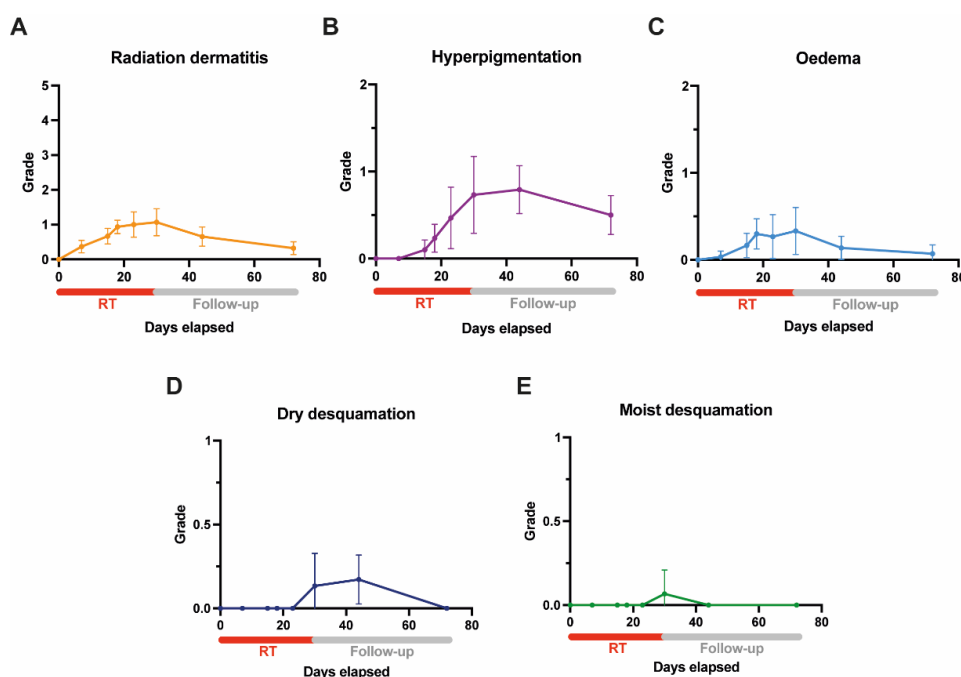 A
Radiation dermatitis
5
4
3
2
1
0
Grade
0 20 40 60 80
RT Follow-up
Days elapsed
B
Hyperpigmentation
2
1
0
Grade
0 20 40 60 80
RT Follow-up
Days elapsed
C
Oedema
2
1
0
Grade
0 20 40 60 80
RT Follow-up
Days elapsed
D
Dry desquamation
1
0.5
0.0
Grade
0 20 40 60 80
RT Follow-up
Days elapsed
E
Moist desquamation
1
0.5
0.0
Grade
0 20 40 60 80
RT Follow-up
Days elapsed